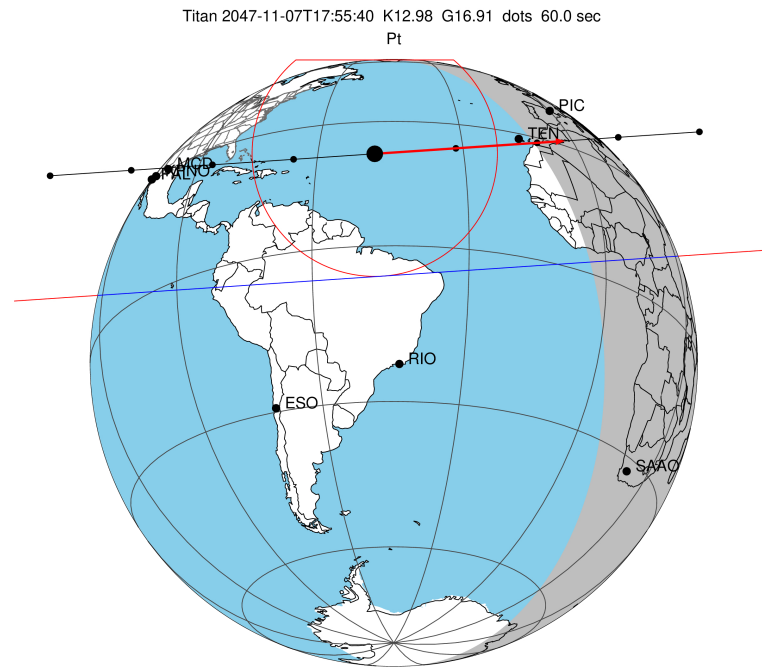 Titan 2047-11-07T17:55:40 K12.98 G16.91 dots 60.0 sec
Pt
PIC
TEN
MCD
PAL
RIO
ESO
SAAO